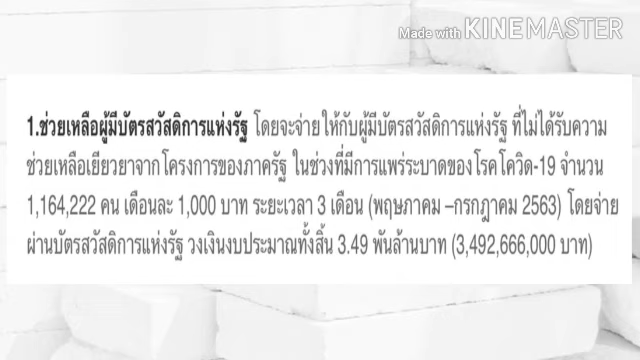 Made with KINEMASTER
1.ช่วยเหลือผู้มีบัตรสวัสดิการแห่งรัฐ โดยจะจ่ายให้กับผู้มีบัตรสวัสดิการแห่งรัฐ ที่ไม่ได้รับความ
ช่วยเหลือเยียวยาจากโครงการของภาครัฐ ในช่วงที่มีการแพร่ระบาดของโรคโควิด-19 จำนวน
1,164,222 คน เดือนละ 1,000 บาท ระยะเวลา 3 เดือน (พฤษภาคม –กรกฎาคม 2563) โดยจ่าย
ผ่านบัตรสวัสดิการแห่งรัฐ วงเงินงบประมาณทั้งสิ้น 3.49 พันล้านบาท (3,492,666,000 บาท)